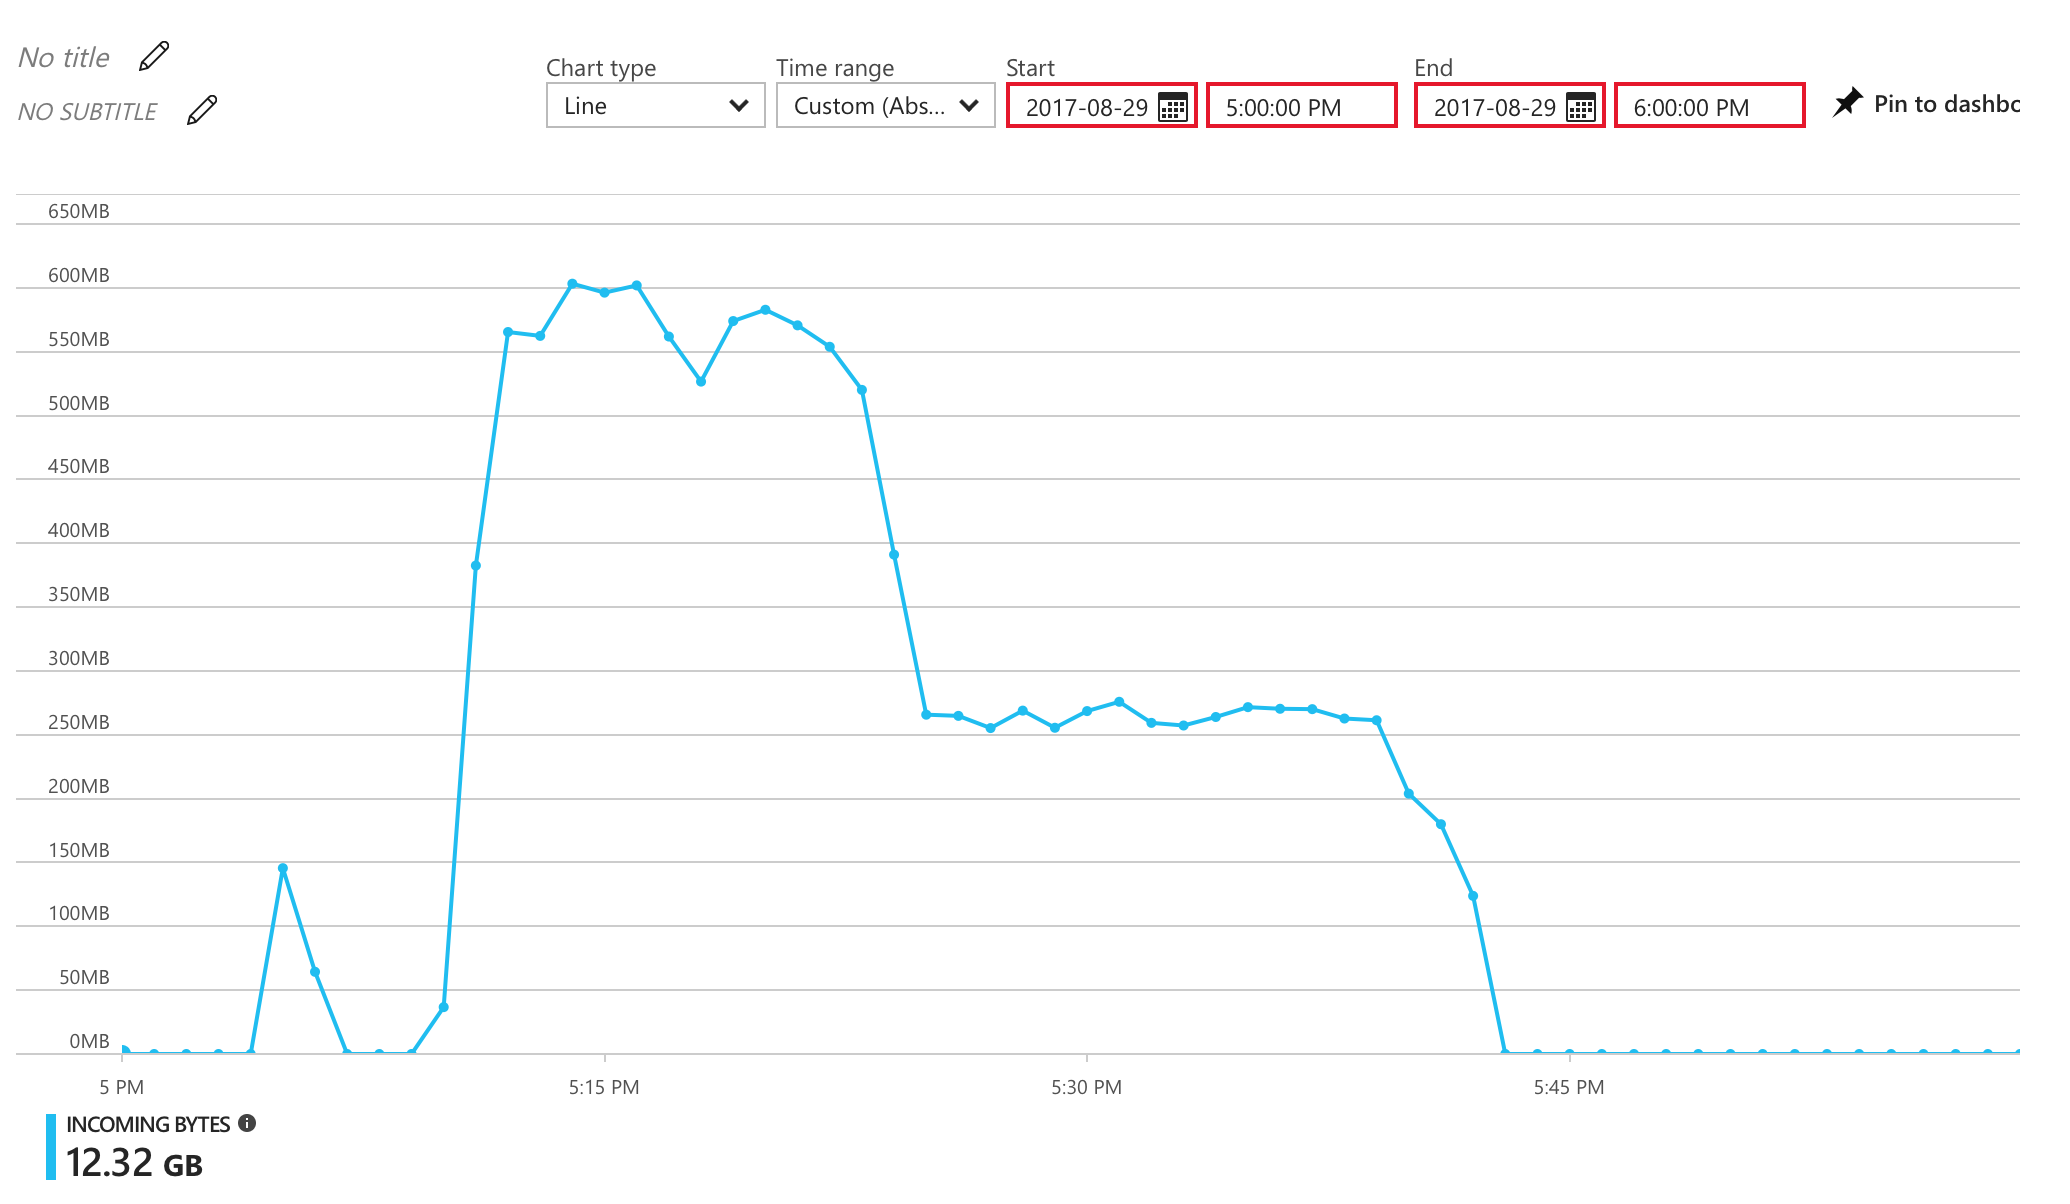 No title
NO SUBTITLE
Chart type
Line
Time range
Custom (Abs...
Start
2017-08-29
5:00:00 PM
End
2017-08-29
6:00:00 PM
Pin to dashbo
650MB
600MB
550MB
500MB
450MB
400MB
350MB
300MB
250MB
200MB
150MB
100MB
50MB
0MB
5 PM
5:15 PM
5:30 PM
5:45 PM
INCOMING BYTES
12.32 GB